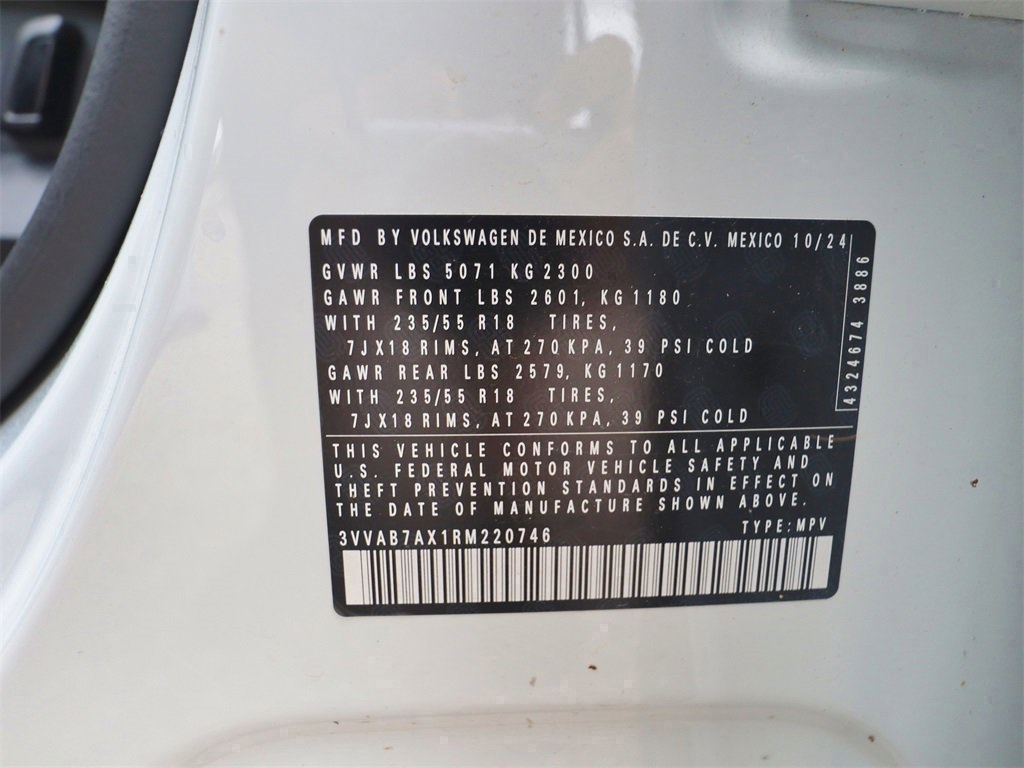 MFD BY VOLKSWAGEN DE MEXICO S.A. DE C.V. MEXICO 10/24
GVWR LBS 5071 KG 2300
GAWR FRONT LBS 2601, KG 1180
WITH 235/55 R18 TIRES,
7JX18 RIMS, AT 270 KPA, 39 PSI COLD
GAWR REAR LBS 2579, KG 1170
WITH 235/55 R18 TIRES,
7JX18 RIMS, AT 270 KPA, 39 PSI COLD
4324674 3886
THIS VEHICLE CONFORMS TO ALL APPLICABLE
U.S. FEDERAL MOTOR VEHICLE SAFETY AND
THEFT PREVENTION STANDARDS IN EFFECT ON
THE DATE OF MANUFACTURE SHOWN ABOVE.
3VVAB7AX1RM220746 TYPE: MPV